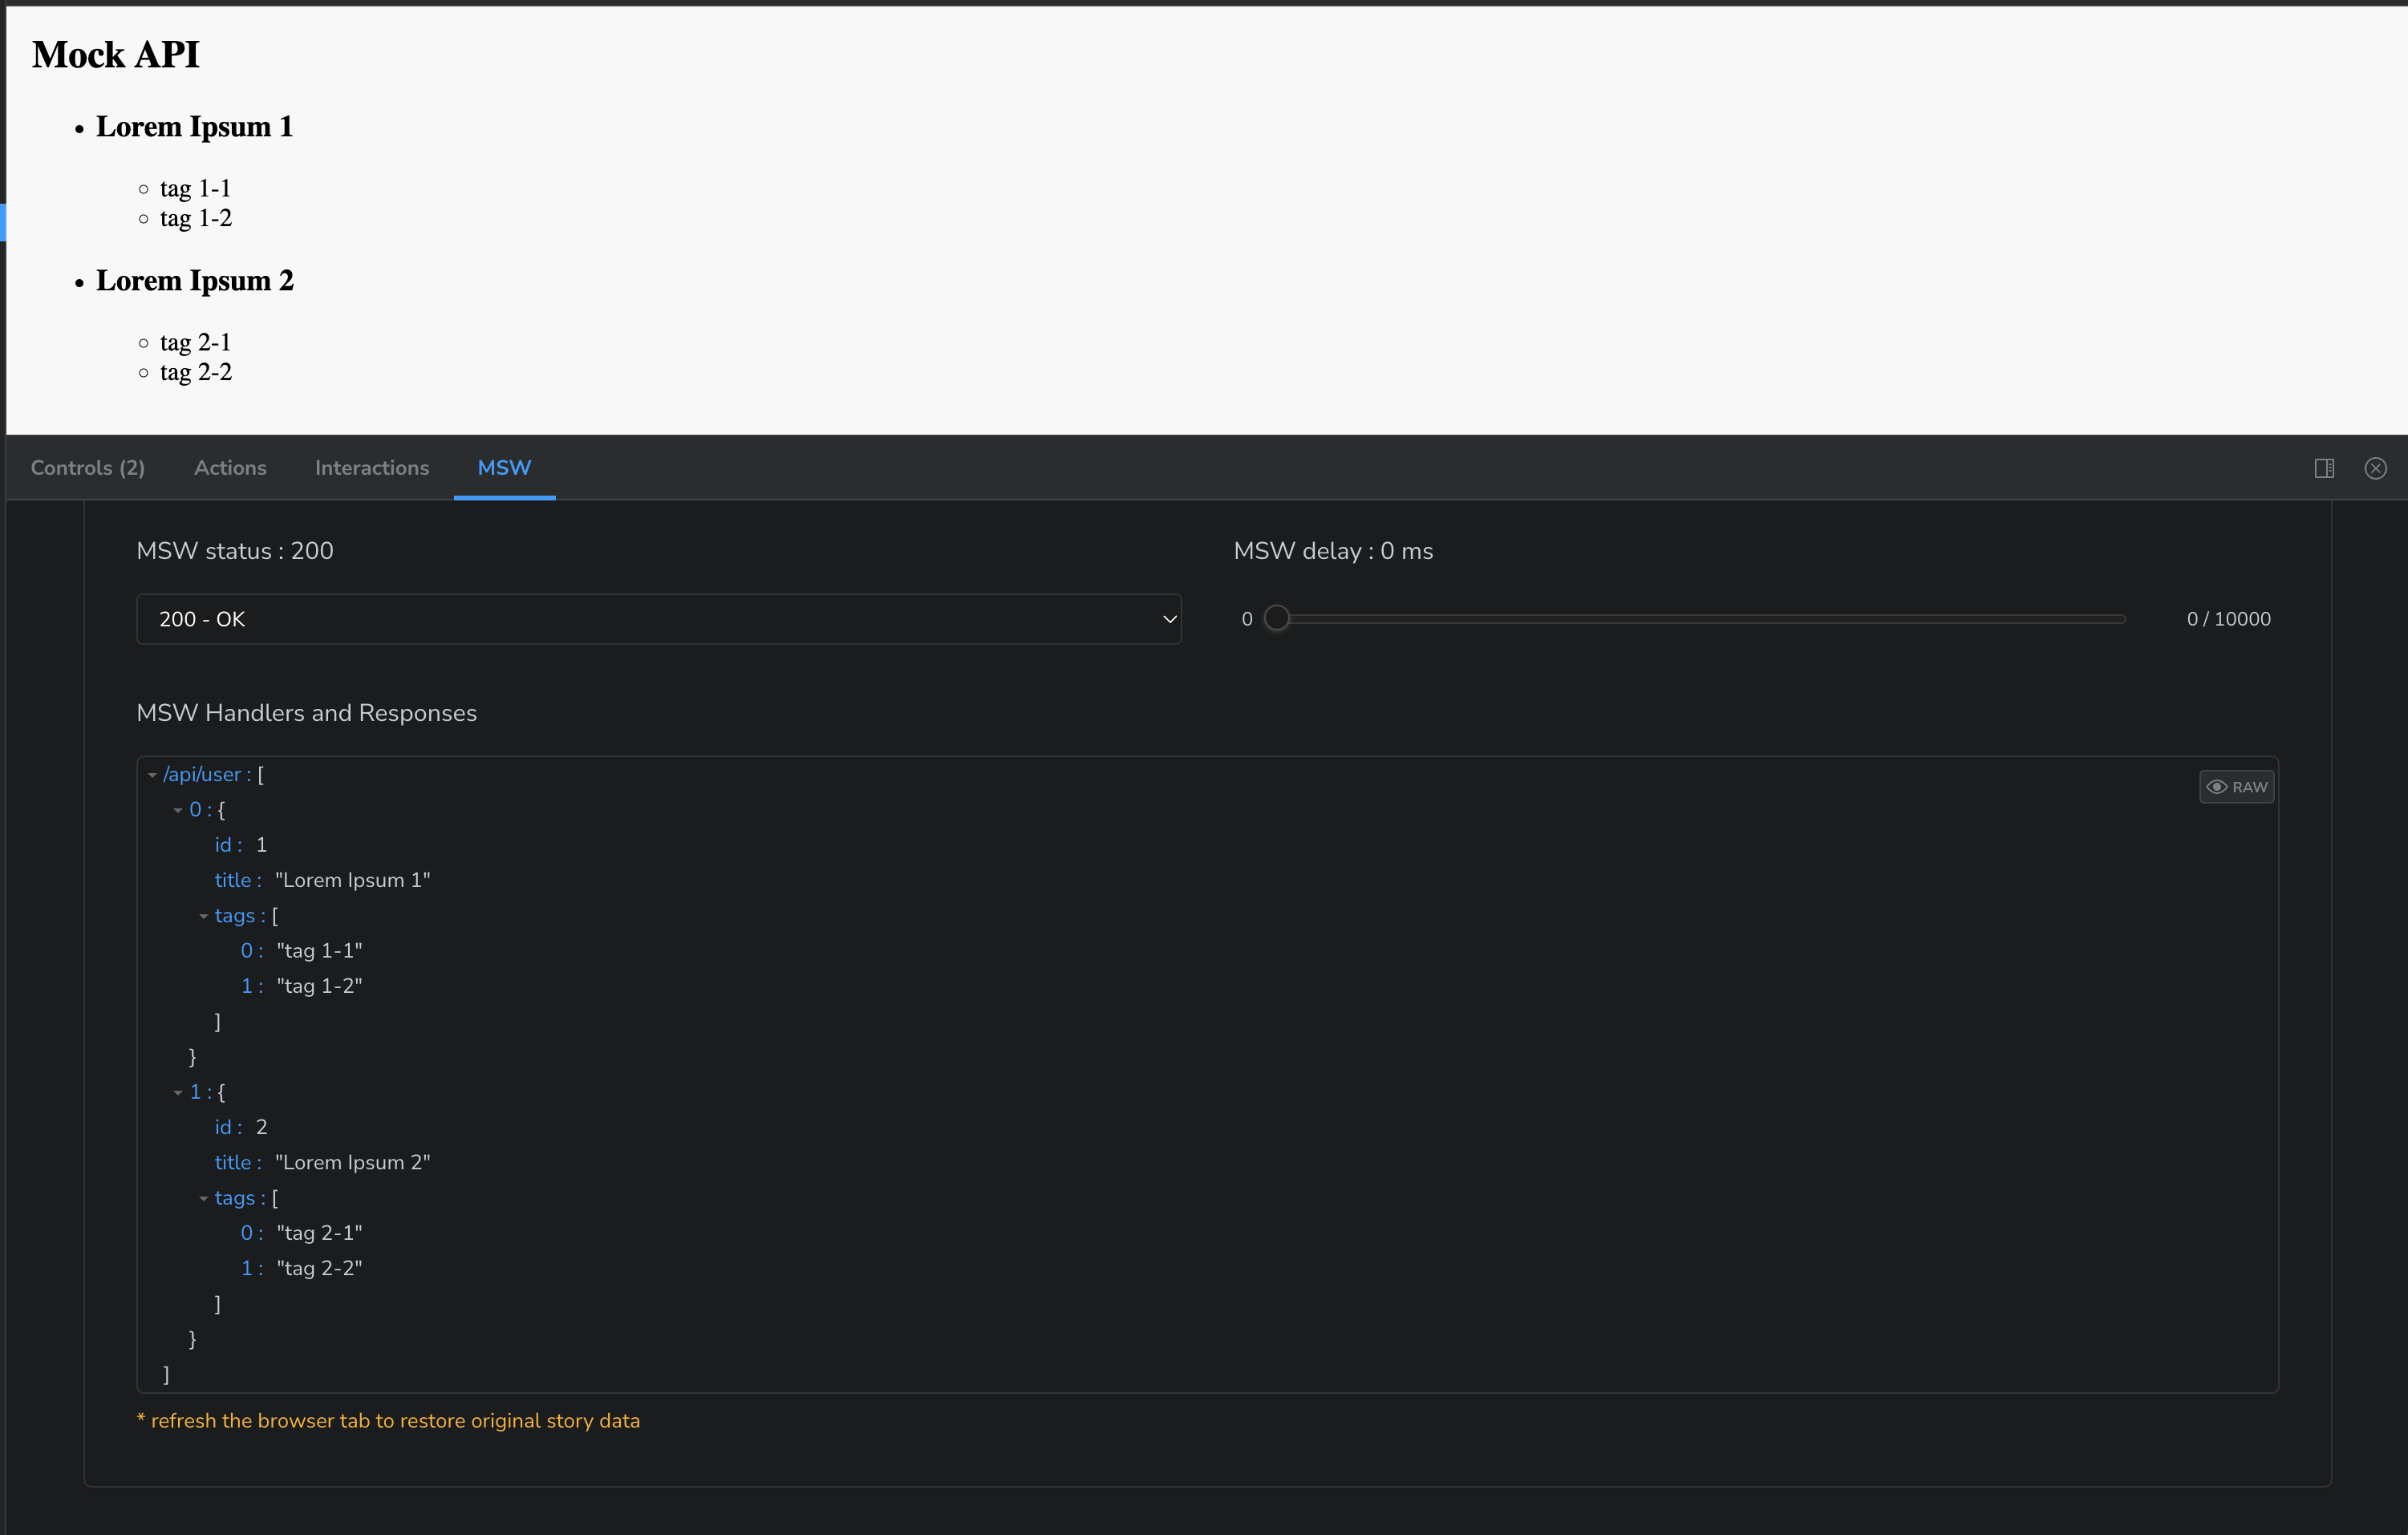 Mock API
Lorem Ipsum 1
tag 1-1
tag 1-2
Lorem Ipsum 2
tag 2-1
tag 2-2
Controls (2) Actions Interactions MSW
MSW status : 200 MSW delay : 0 ms
200 - OK 0 0 / 10000
MSW Handlers and Responses
/api/user : [
RAW
0 : {
id : 1
title : "Lorem Ipsum 1"
tags : [
0 : "tag 1-1"
1 : "tag 1-2"
]
}
1 : {
id : 2
title : "Lorem Ipsum 2"
tags : [
0 : "tag 2-1"
1 : "tag 2-2"
]
}
]
* refresh the browser tab to restore original story data